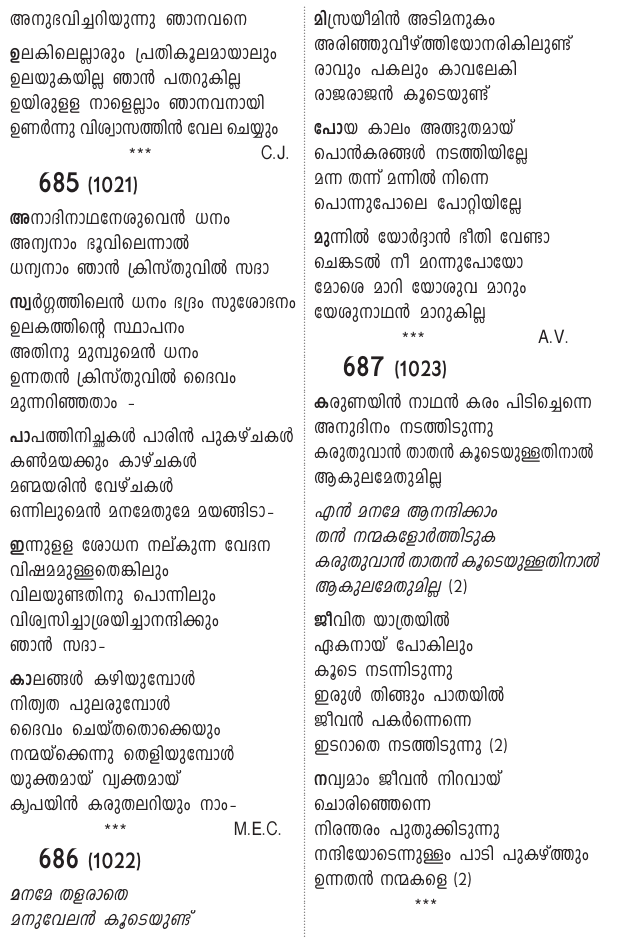 അനുഭവിച്ചറിയുന്നു ഞാനവനെ
ഉലകിലെല്ലാരും പ്രതികൂലമായാലും
ഉലയുകയില്ല ഞാൻ പതറുകില്ല
ഉയിരുളള നാളെല്ലാം ഞാനവനായി
ഉണർന്നു വിശ്വാസത്തിൻ വേല ചെയ്യും
*** C.J.
685 (1021)
അനാദിനാഥനേശുവെൻ ധനം
അന്യനാം ഭൂവിലെന്നാൽ
ധന്യനാം ഞാൻ ക്രിസ്തുവിൽ സദാ
സ്വർഗ്ഗത്തിലെൻ ധനം ഭദ്രം സുശോഭനം
ഉലകത്തിന്റെ സ്ഥാപനം
അതിനു മുമ്പുമെൻ ധനം
ഉന്നതൻ ക്രിസ്തുവിൽ ദൈവം
മുന്നറിഞ്ഞതാം -
പാപത്തിനിച്ഛകൾ പാരിൻ പുകഴ്ചകൾ
കൺമയക്കും കാഴ്ചകൾ
മണ്മയരിൻ വേഴ്ചകൾ
ഒന്നിലുമെൻ മനമേതുമേ മയങ്ങിടാ-
ഇന്നുളള ശോധന നല്കുന്ന വേദന
വിഷമമുള്ളതെങ്കിലും
വിലയുണ്ടതിനു പൊന്നിലും
വിശ്വസിച്ചാശ്രയിച്ചാനന്ദിക്കും
ഞാൻ സദാ-
കാലങ്ങൾ കഴിയുമ്പോൾ
നിത്യത പുലരുമ്പോൾ
ദൈവം ചെയ്തതൊക്കെയും
നന്മയ്ക്കെന്നു തെളിയുമ്പോൾ
യുക്തമായ് വ്യക്തമായ്
കൃപയിൻ കരുതലറിയും നാം-
*** M.E.C.
686 (1022)
മനമേ തളരാതെ
മനുവേലൻ കൂടെയുണ്ട്
മിസ്രയീമിൻ അടിമനുകം
അരിഞ്ഞുവീഴ്ത്തിയോനരികിലുണ്ട്
രാവും പകലും കാവലേകി
രാജരാജൻ കൂടെയുണ്ട്
പോയ കാലം അത്ഭുതമായ്
പൊൻകരങ്ങൾ നടത്തിയില്ലേ
മന്ന തന്ന് മന്നിൽ നിന്നെ
പൊന്നുപോലെ പോറ്റിയില്ലേ
മുന്നിൽ യോർദ്ദാൻ ഭീതി വേണ്ടാ
ചെങ്കടൽ നീ മറന്നുപോയോ
മോശെ മാറി യോശുവ മാറും
യേശുനാഥൻ മാറുകില്ല
*** A.V.
687 (1023)
കരുണയിൻ നാഥൻ കരം പിടിച്ചെന്നെ
അനുദിനം നടത്തിടുന്നു
കരുതുവാൻ താതൻ കൂടെയുള്ളതിനാൽ
ആകുലമേതുമില്ല
എൻ മനമേ ആനന്ദിക്കാം
തൻ നന്മകളോർത്തിടുക
കരുതുവാൻ താതൻ കൂടെയുള്ളതിനാൽ
ആകുലമേതുമില്ല (2)
ജീവിത യാത്രയിൽ
ഏകനായ് പോകിലും
കൂടെ നടന്നിടുന്നു
ഇരുൾ തിങ്ങും പാതയിൽ
ജീവൻ പകർന്നെന്നെ
ഇടറാതെ നടത്തിടുന്നു (2)
നവ്യമാം ജീവൻ നിറവായ്
ചൊരിഞ്ഞെന്നെ
നിരന്തരം പുതുക്കിടുന്നു
നന്ദിയോടെന്നുള്ളം പാടി പുകഴ്ത്തും
ഉന്നതൻ നന്മകളെ (2)
***